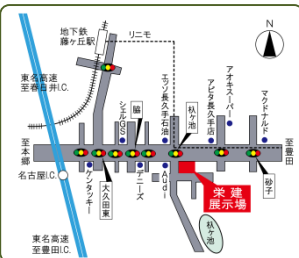 地下鉄
藤ヶ丘駅
リニモ
N
東名高速
至春日井I.C.
シェルGS
脇
エッソ長久手石油
杁ヶ池
アピタ長久手店
アオキスーパー
マクドナルド
至本郷
至豊田
名古屋I.C.
ケンタッキー
大久田東
デニーズ
Audi
栄建
展示場
砂子
杁ヶ池
東名高速
至豊田I.C.